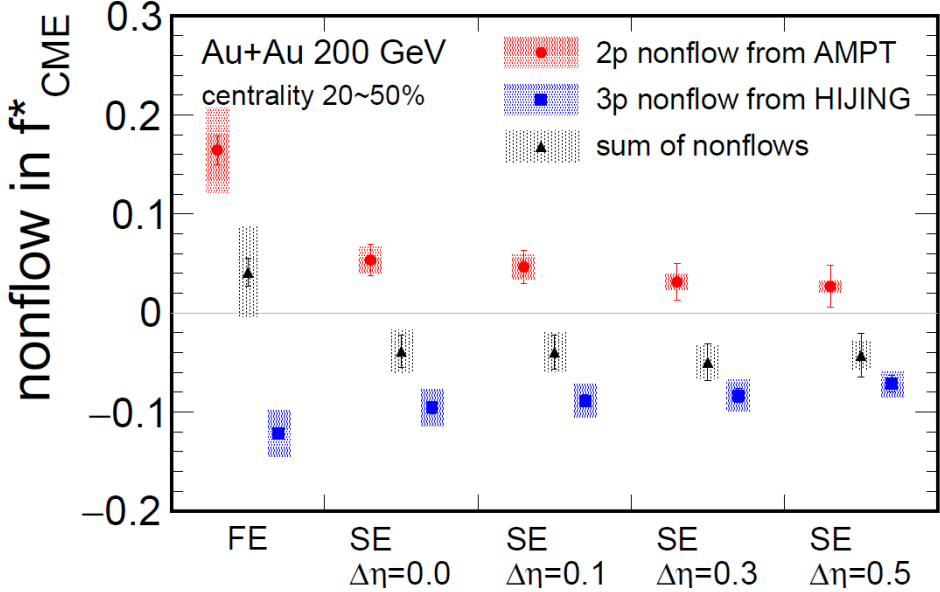 nonflow in f*CME
0.3
0.2
0.1
0
−0.1
−0.2
Au+Au 200 GeV
centrality 20~50%
2p nonflow from AMPT
3p nonflow from HIJING
sum of nonflows
FE
SE
Δη=0.0
SE
Δη=0.1
SE
Δη=0.3
SE
Δη=0.5